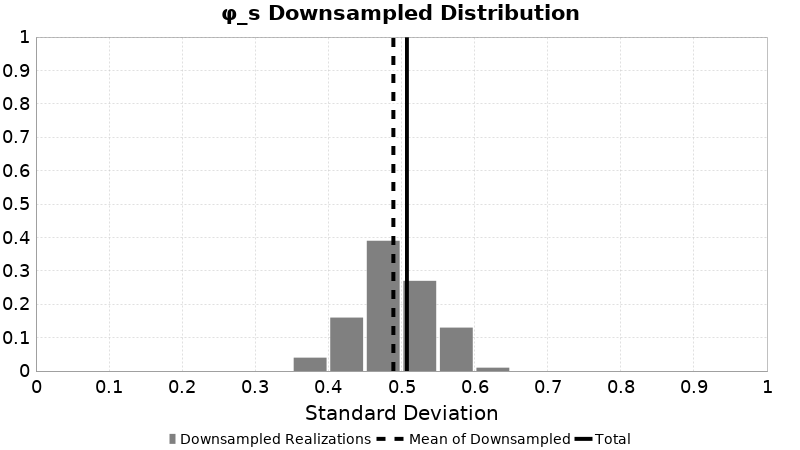 φ_s Downsampled Distribution
1
0.9
0.8
0.7
0.6
0.5
0.4
0.3
0.2
0.1
0
0 0.1 0.2 0.3 0.4 0.5 0.6 0.7 0.8 0.9 1
Standard Deviation
Downsampled Realizations Mean of Downsampled Total